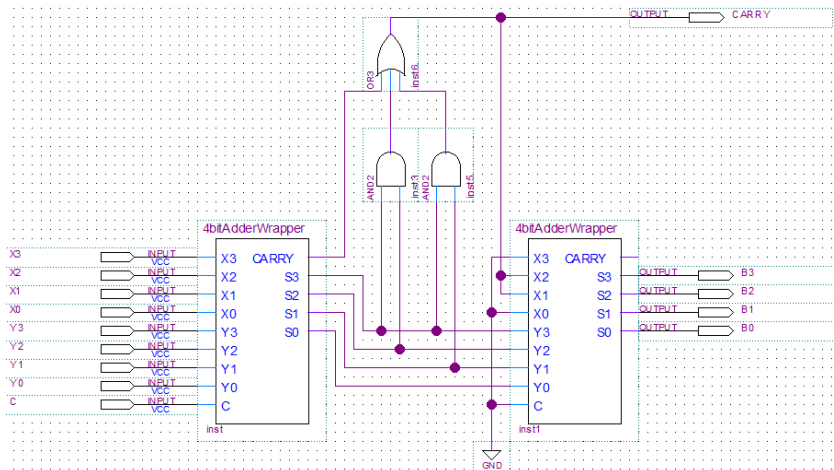 OUTPUT CARRY
OR3
inst6
AND2
inst3
AND2
inst5
4bitAdderWrapper
X3 INPUT VCC
X2 INPUT VCC
X1 INPUT VCC
X0 INPUT VCC
Y3 INPUT VCC
Y2 INPUT VCC
Y1 INPUT VCC
Y0 INPUT VCC
C INPUT VCC
X3 CARRY
X2 S3
X1 S2
X0 S1
Y3 S0
Y2
Y1
Y0
C
inst
4bitAdderWrapper
X3 CARRY
X2 S3
X1 S2
X0 S1
Y3 S0
Y2
Y1
Y0
C
inst1
OUTPUT B3
OUTPUT B2
OUTPUT B1
OUTPUT B0
GND